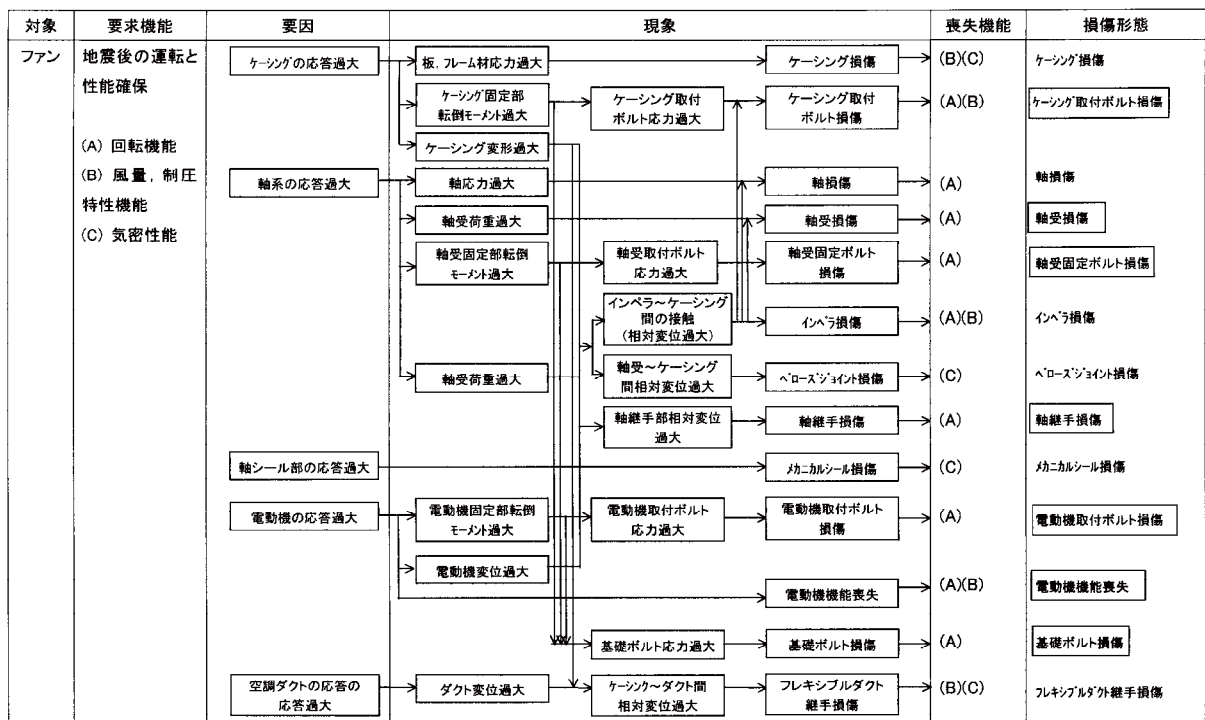 対象
要求機能
要因
現象
喪失機能
損傷形態
ファン
地震後の運転と
性能確保
(A) 回転機能
(B) 風量, 制圧
特性機能
(C) 気密性能
ケーシングの応答過大
板, フレーム材応力過大
ケーシング損傷
(B)(C)
ケーシング損傷
ケーシング固定部
転倒モーメント過大
ケーシング取付
ボルト応力過大
ケーシング取付
ボルト損傷
(A)(B)
ケーシング取付ボルト損傷
ケーシング変形過大
軸系の応答過大
軸応力過大
軸損傷
(A)
軸損傷
軸受荷重過大
軸受損傷
(A)
軸受損傷
軸受固定部転倒
モーメント過大
軸受取付ボルト
応力過大
軸受固定ボルト
損傷
(A)
軸受固定ボルト損傷
インペラ～ケーシング
間の接触
(相対変位過大)
インペラ損傷
(A)(B)
インペラ損傷
軸受荷重過大
軸受～ケーシング
間相対変位過大
ベローズジョイント損傷
(C)
ベローズジョイント損傷
軸継手部相対変位
過大
軸継手損傷
(A)
軸継手損傷
軸シール部の応答過大
メカニカルシール損傷
(C)
メカニカルシール損傷
電動機の応答過大
電動機固定部転倒
モーメント過大
電動機取付ボルト
応力過大
電動機取付ボルト
損傷
(A)
電動機取付ボルト損傷
電動機変位過大
電動機機能喪失
(A)(B)
電動機機能喪失
基礎ボルト応力過大
基礎ボルト損傷
(A)
基礎ボルト損傷
空調ダクトの応答の
応答過大
ダクト変位過大
ケーシング～ダクト間
相対変位過大
フレキシブルダクト
継手損傷
(B)(C)
フレキシブルダクト継手損傷